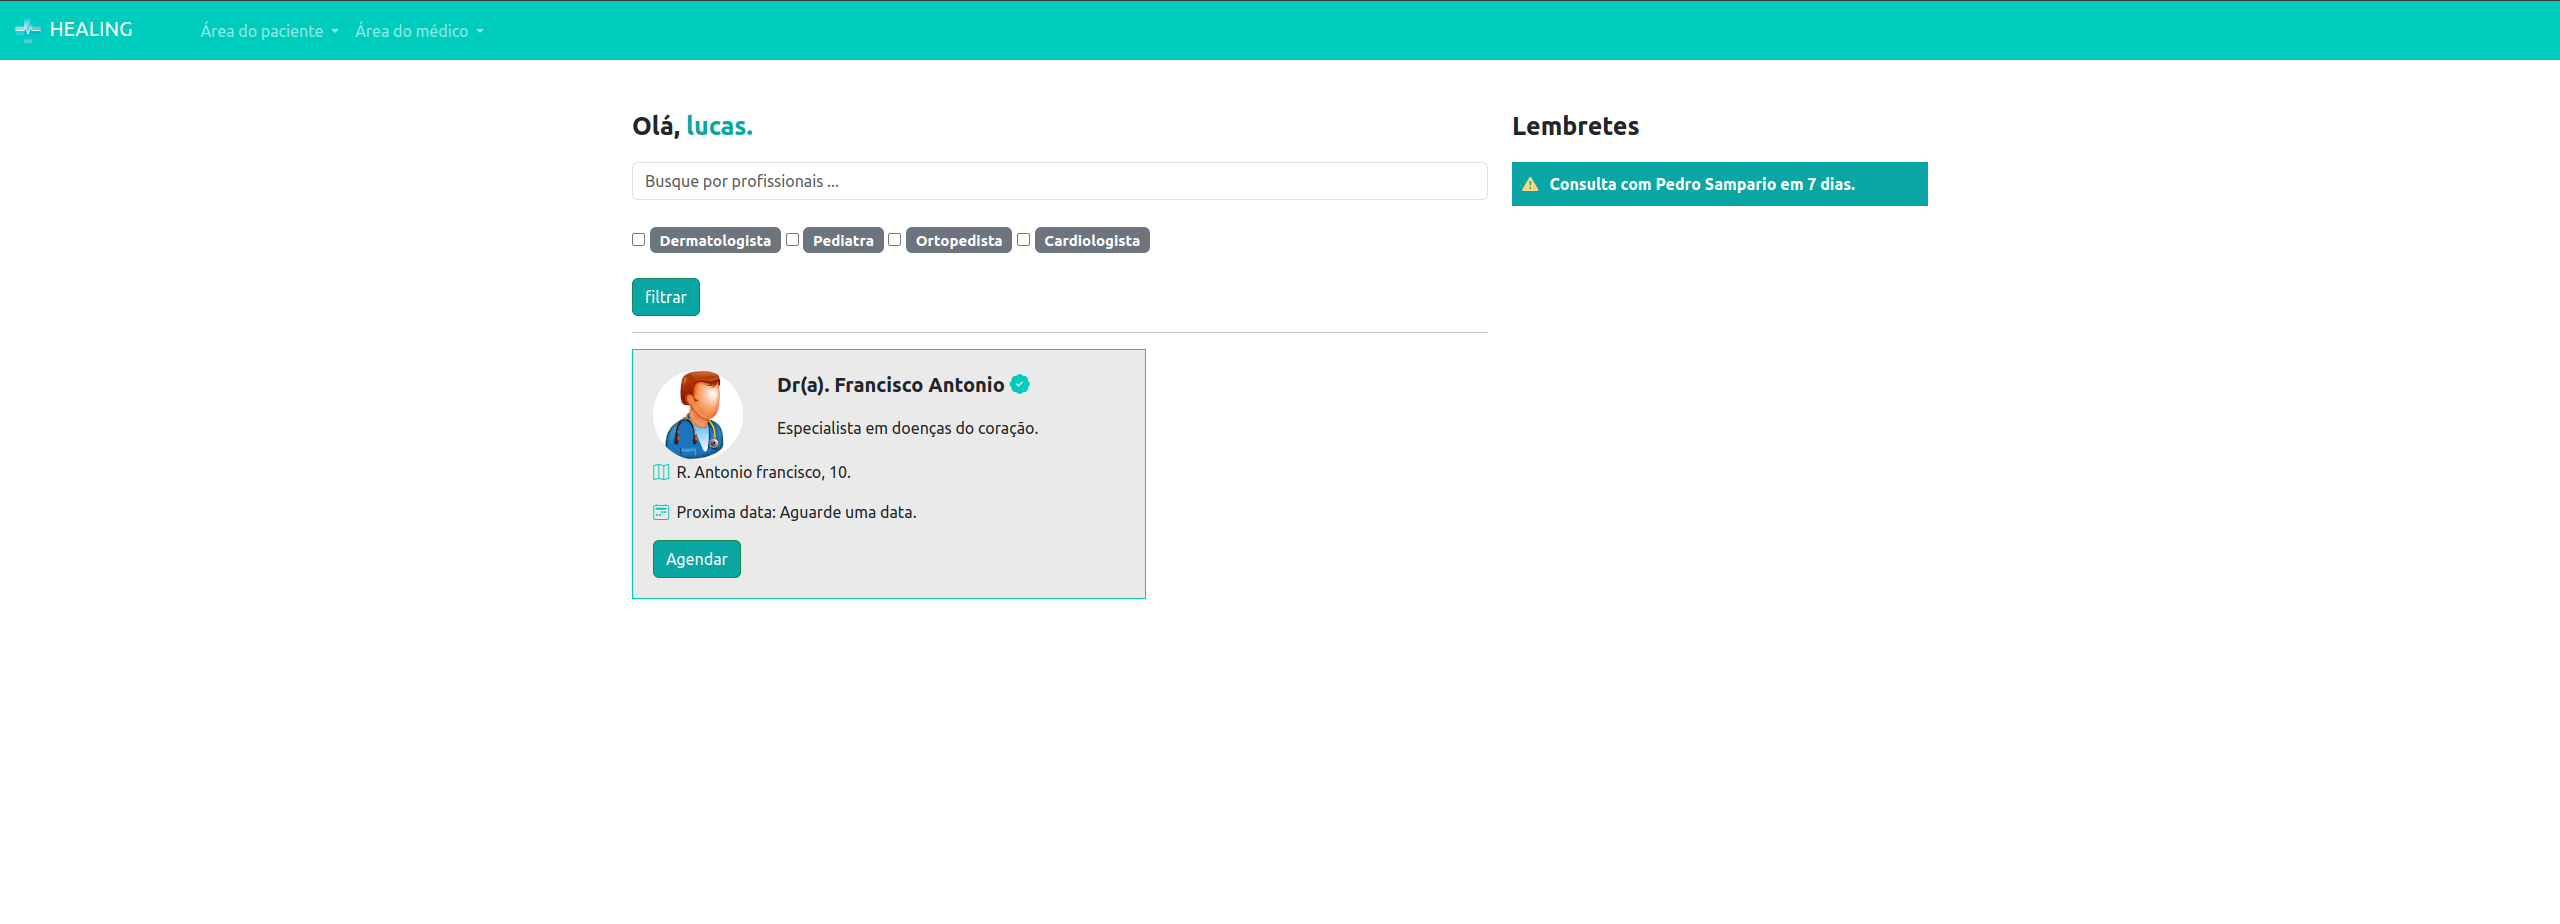 HEALING
Área do paciente
Área do médico
Olá, lucas.
Busque por profissionais ...
Dermatologista
Pediatra
Ortopedista
Cardiologista
filtrar
Dr(a). Francisco Antonio
Especialista em doenças do coração.
R. Antonio francisco, 10.
Proxima data: Aguarde uma data.
Agendar
Lembretes
Consulta com Pedro Sampario em 7 dias.